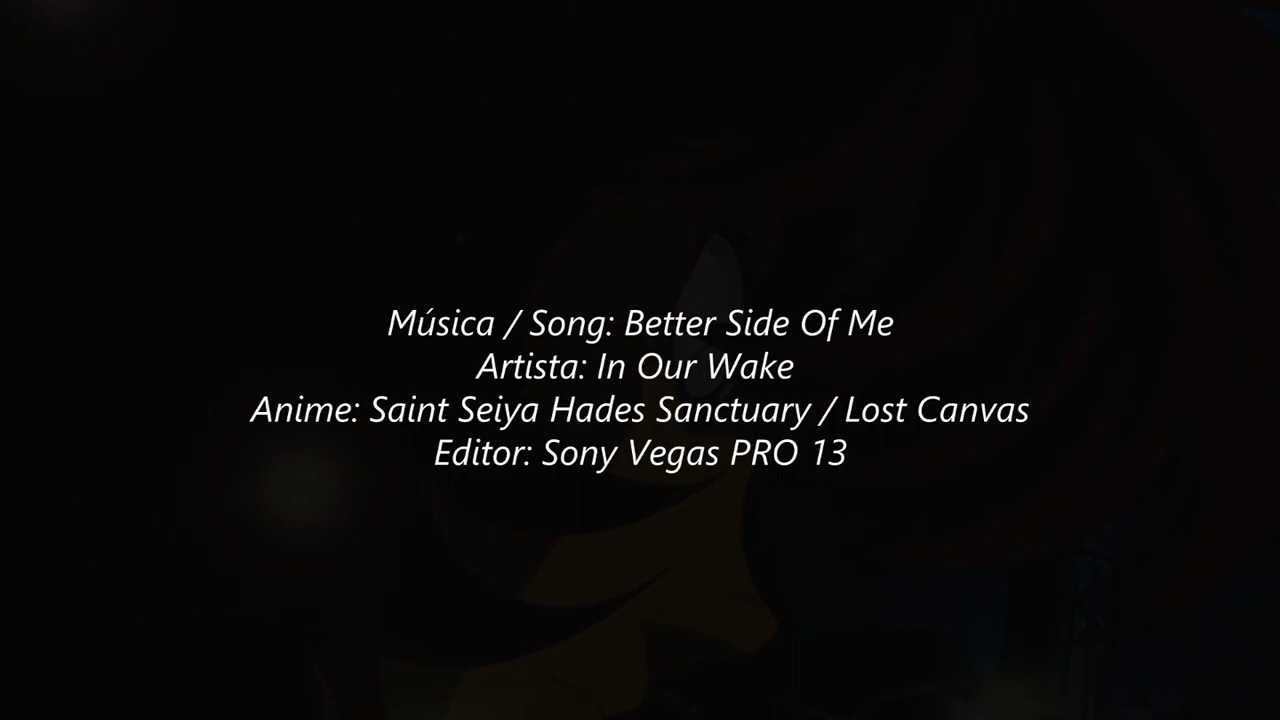 Música / Song: Better Side Of Me
Artista: In Our Wake
Anime: Saint Seiya Hades Sanctuary / Lost Canvas
Editor: Sony Vegas PRO 13